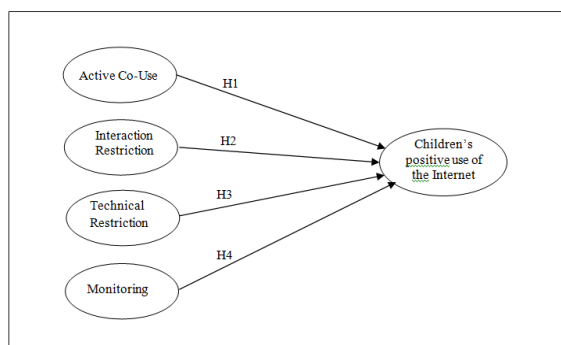 Active Co-Use
H1
Interaction
Restriction
H2
Children's
positive use of
the Internet
Technical
Restriction
H3
H4
Monitoring